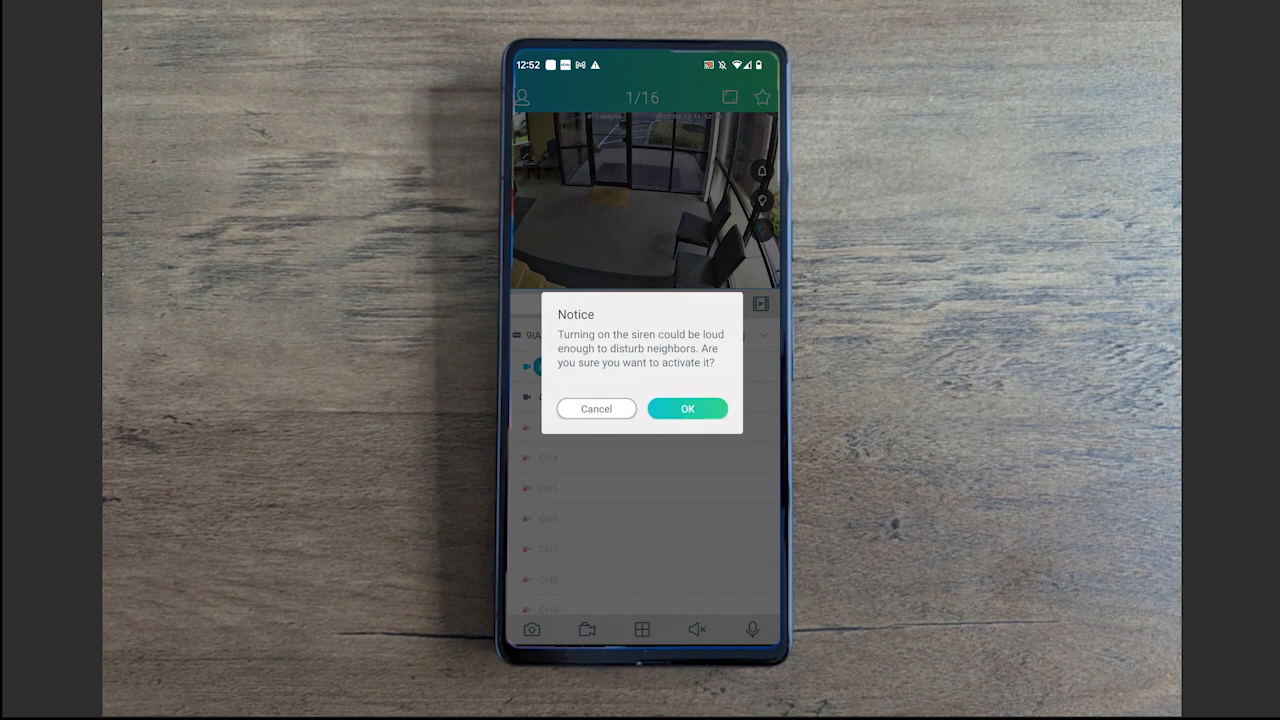 12:52
1/16
Notice
Turning on the siren could be loud
enough to disturb neighbors. Are
you sure you want to activate it?
Cancel
OK
CH4
CH5
CH6
CH7
CH8
CH9